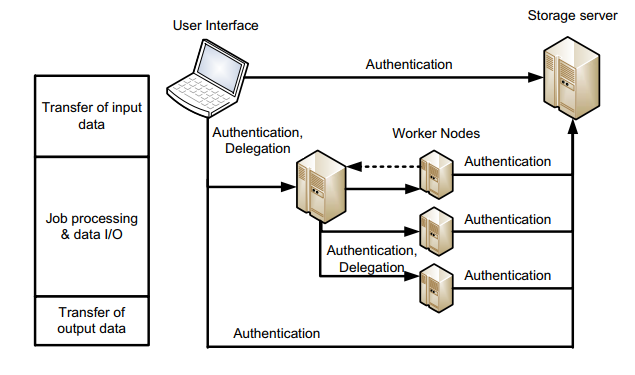 Storage server
User Interface
Authentication
Transfer of input
data
Authentication,
Delegation
Worker Nodes
Authentication
Job processing
& data I/O
Authentication
Authentication,
Delegation
Authentication
Transfer of
output data
Authentication